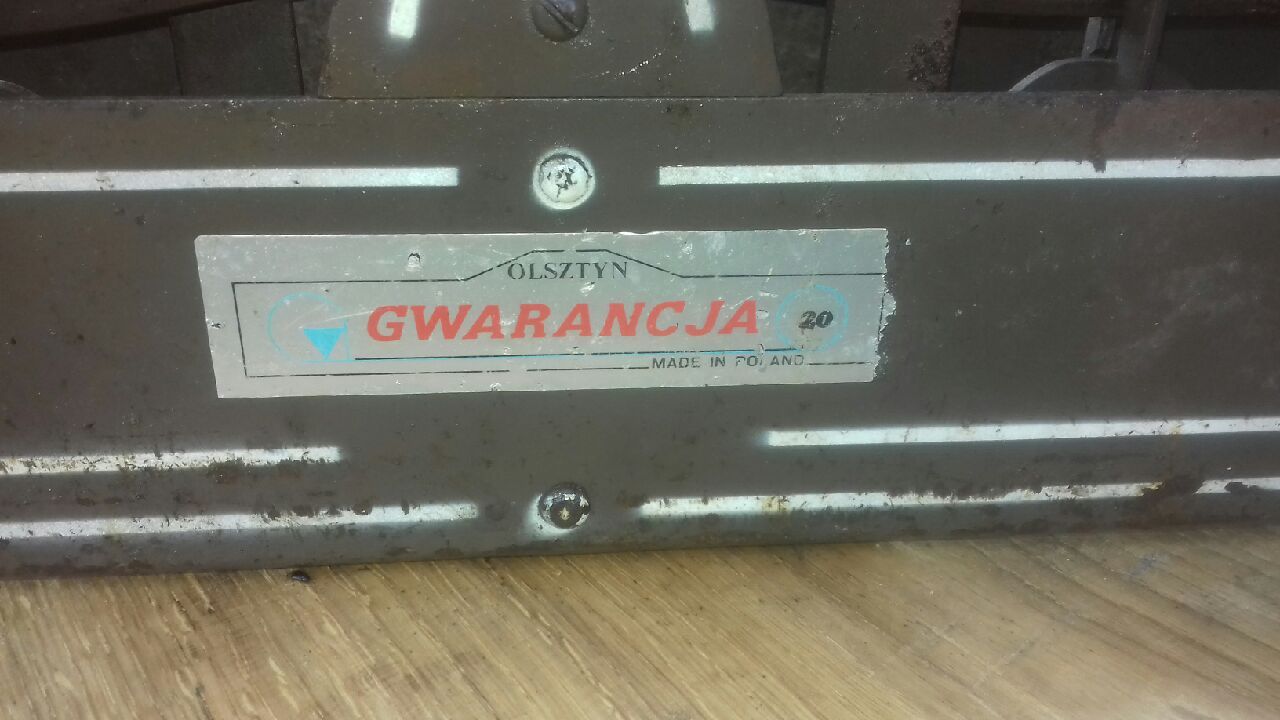 OLSZTYN
GWARANCJA 20
MADE IN POLAND